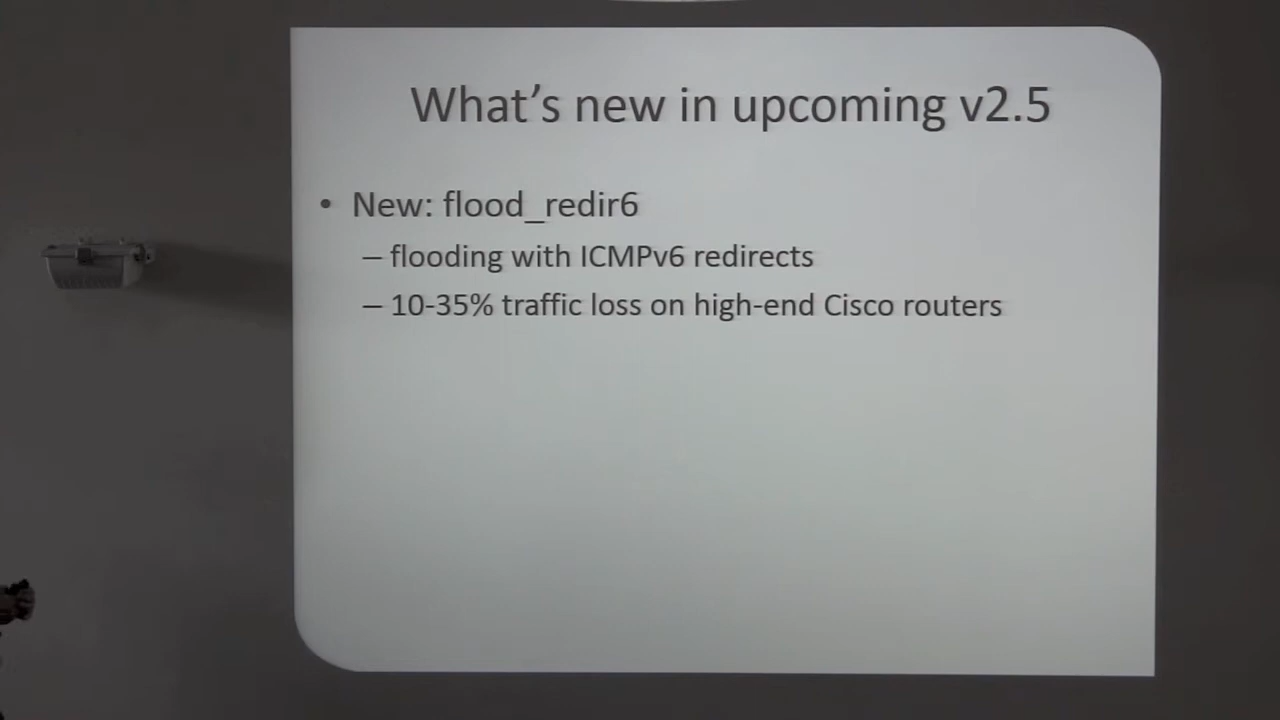 What's new in upcoming v2.5
• New: flood_redir6
– flooding with ICMPv6 redirects
– 10-35% traffic loss on high-end Cisco routers